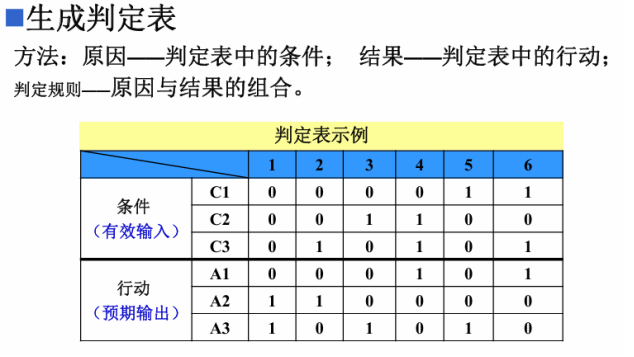 ■生成判定表
方法：原因——判定表中的条件； 结果——判定表中的行动；
判定规则——原因与结果的组合。
判定表示例
1 2 3 4 5 6
条件
（有效输入）
C1 0 0 0 0 1 1
C2 0 0 1 1 0 0
C3 0 1 0 1 0 1
行动
（预期输出）
A1 0 0 0 1 0 1
A2 1 1 0 0 0 0
A3 1 0 1 0 1 0